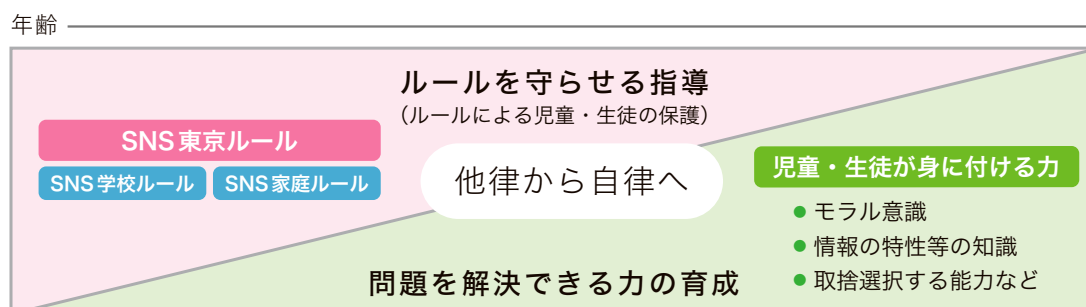 年齢
ルールを守らせる指導
(ルールによる児童・生徒の保護)
SNS東京ルール
SNS学校ルール
SNS家庭ルール
他律から自律へ
児童・生徒が身に付ける力
● モラル意識
● 情報の特性等の知識
● 取捨選択する能力など
問題を解決できる力の育成